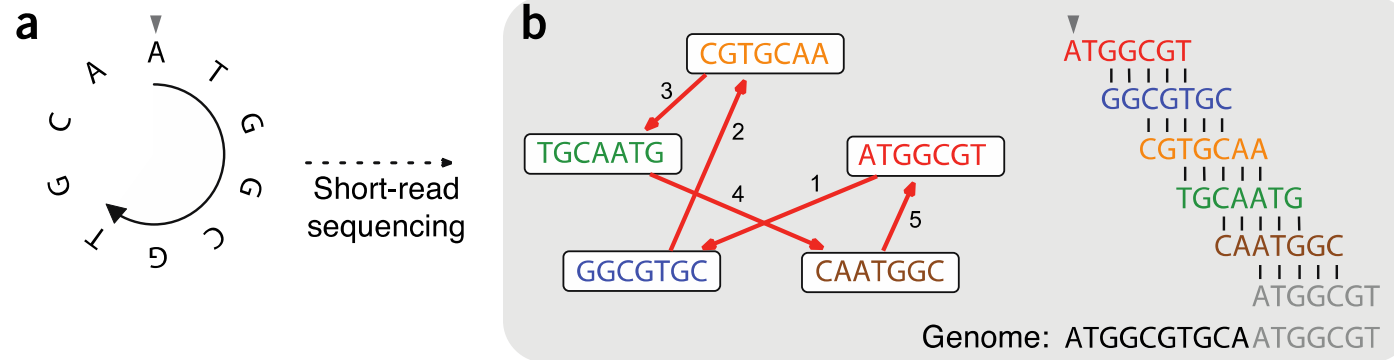 a
A
T
G
G
C
G
T
G
C
A
Short-read
sequencing
b
CGTGCAA
TGCAATG
ATGGCGT
GGCGTGC
CAATGGC
3
2
1
4
5
ATGGCGT
GGCGTGC
CGTGCAA
TGCAATG
CAATGGC
ATGGCGT
Genome: ATGGCGTGCAATGGCGT